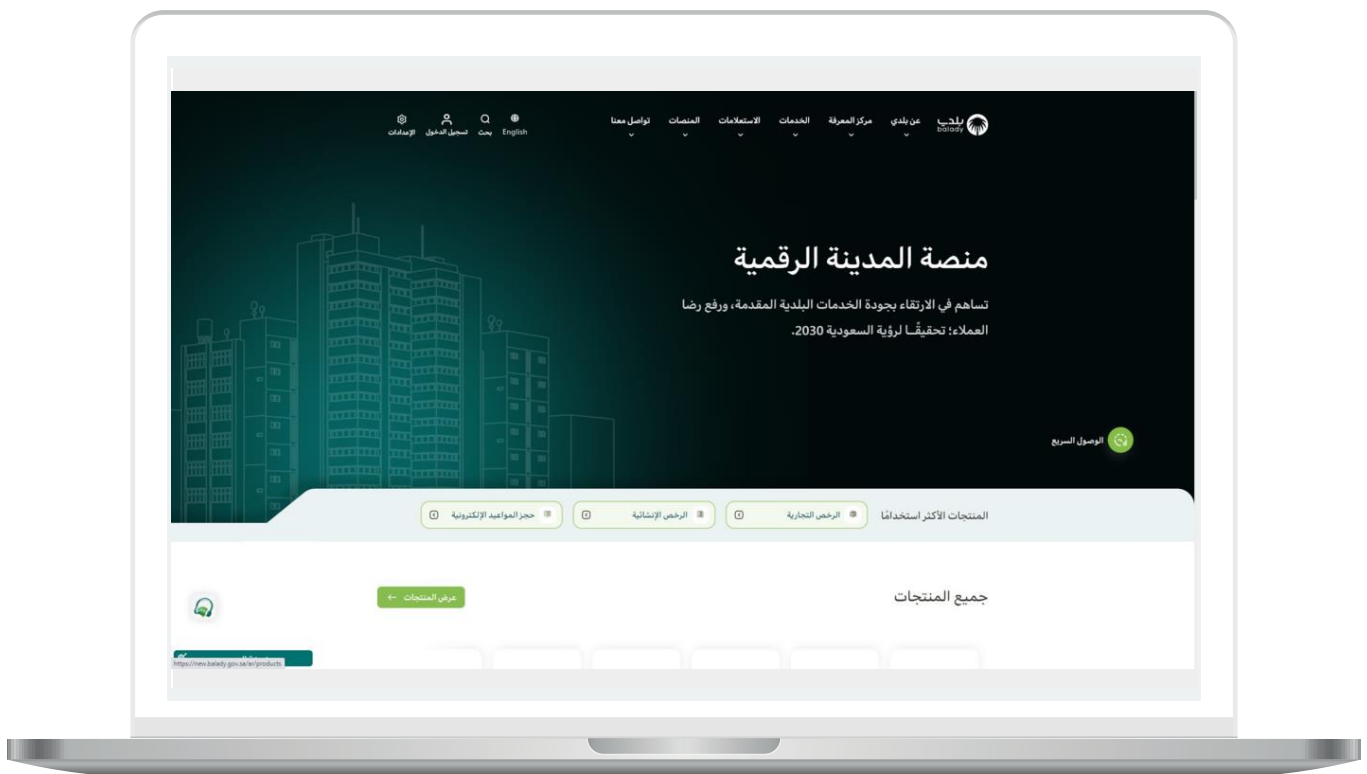 بلدي
balady
عن بلدي
مركز المعرفة
الخدمات
الاستعلامات
المنصات
تواصل معنا
English
بحث
تسجيل الدخول
الإعدادات
منصة المدينة الرقمية
تساهم في الارتقاء بجودة الخدمات البلدية المقدمة، ورفع رضا
العملاء؛ تحقيقًـا لرؤية السعودية 2030.
الوصول السريع
المنتجات الأكثر استخدامًا
الرخص التجارية
الرخص الإنشائية
حجز المواعيد الإلكترونية
جميع المنتجات
عرض المنتجات
https://new.balady.gov.sa/ar/products